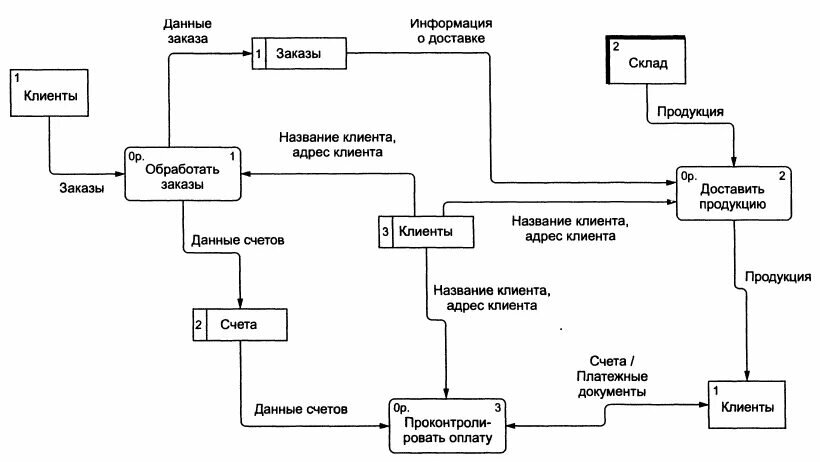 Данные
заказа
Информация
о доставке
1
Заказы
2
Склад
1
Клиенты
Продукция
Название клиента,
адрес клиента
0р.
1
Обработать
заказы
Заказы
0р.
2
Доставить
продукцию
3
Клиенты
Название клиента,
адрес клиента
Данные счетов
Продукция
Название клиента,
адрес клиента
2
Счета
Счета /
Платежные
документы
1
Клиенты
Данные счетов
0р.
3
Проконтроли-
ровать оплату